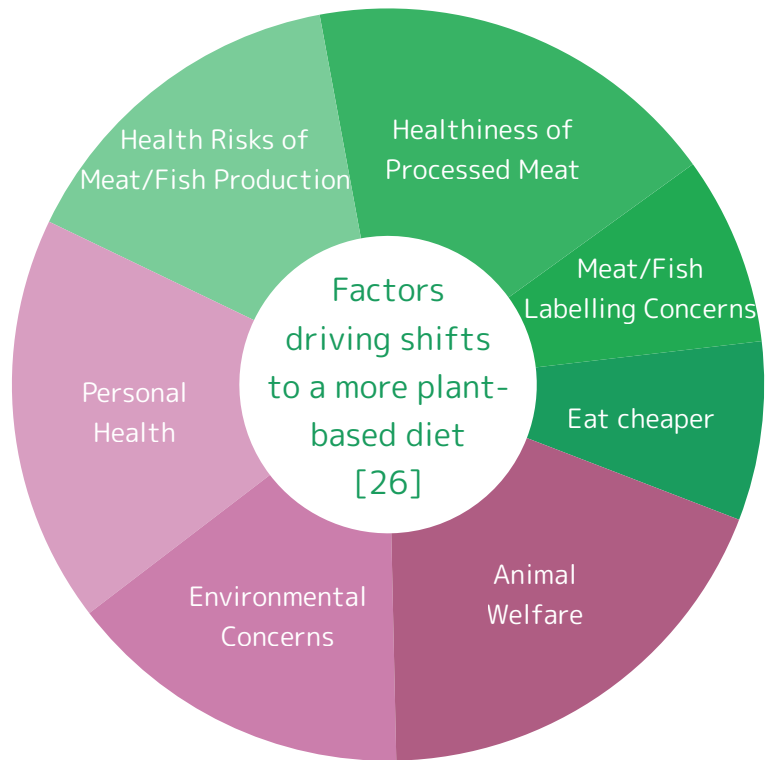 Health Risks of
Meat/Fish Production
Healthiness of
Processed Meat
Meat/Fish
Labelling Concerns
Eat cheaper
Animal
Welfare
Environmental
Concerns
Personal
Health
Factors
driving shifts
to a more plant-
based diet
[26]